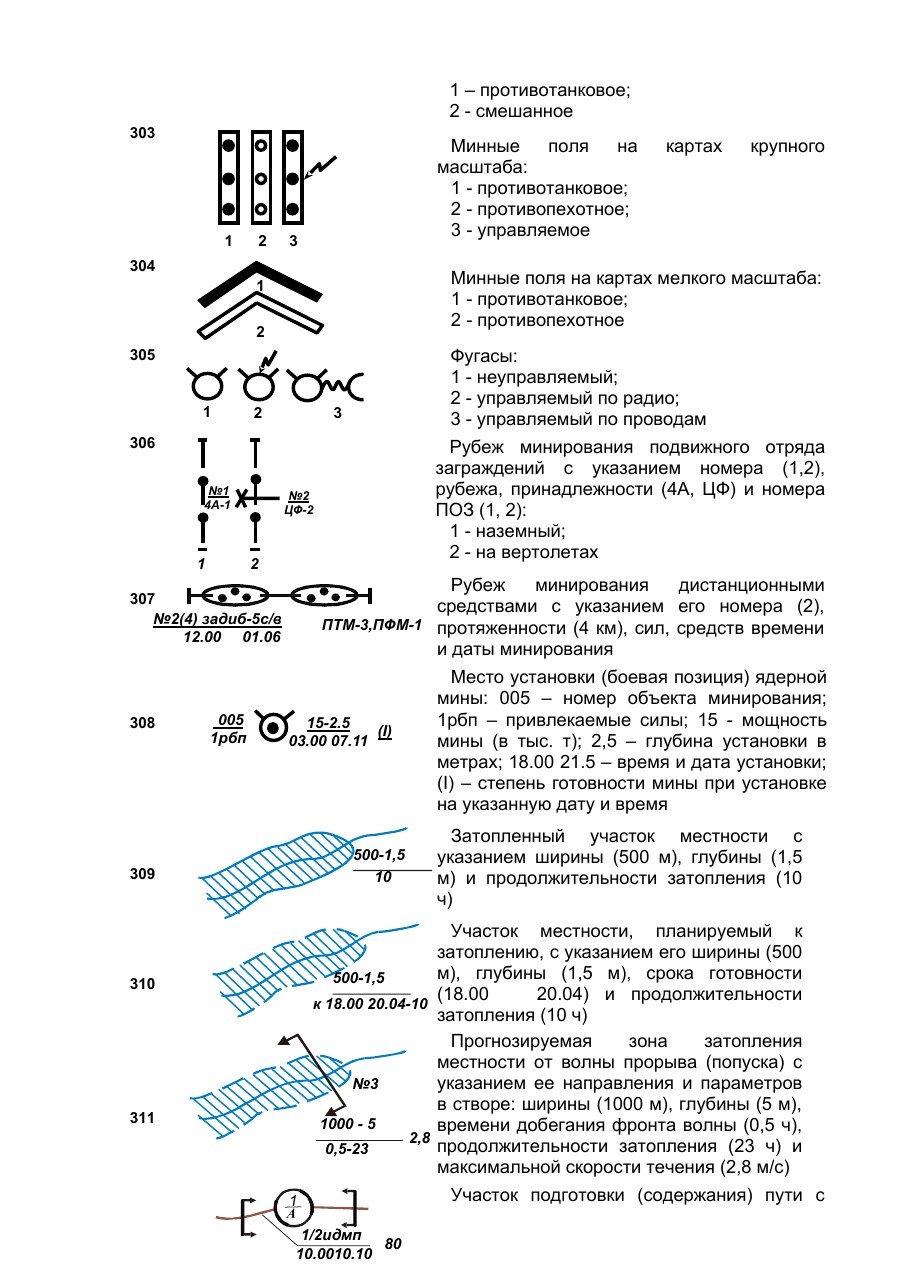 1 – противотанковое;
2 - смешанное
303
1 2 3
Минные поля на картах крупного
масштаба:
1 - противотанковое;
2 - противопехотное;
3 - управляемое
304
1
2
Минные поля на картах мелкого масштаба:
1 - противотанковое;
2 - противопехотное
305
1 2 3
Фугасы:
1 - неуправляемый;
2 - управляемый по радио;
3 - управляемый по проводам
306
№1
4А-1
№2
ЦФ-2
1 2
Рубеж минирования подвижного отряда
заграждений с указанием номера (1,2),
рубежа, принадлежности (4А, ЦФ) и номера
ПОЗ (1, 2):
1 - наземный;
2 - на вертолетах
307
№2(4) задиб-5с/в
12.00 01.06
ПТМ-3,ПФМ-1
Рубеж минирования дистанционными
средствами с указанием его номера (2),
протяженности (4 км), сил, средств времени
и даты минирования
308
005
1рбп
15-2.5
03.00 07.11
(I)
Место установки (боевая позиция) ядерной
мины: 005 – номер объекта минирования;
1рбп – привлекаемые силы; 15 - мощность
мины (в тыс. т); 2,5 – глубина установки в
метрах; 18.00 21.5 – время и дата установки;
(I) – степень готовности мины при установке
на указанную дату и время
309
500-1,5
10
Затопленный участок местности с
указанием ширины (500 м), глубины (1,5
м) и продолжительности затопления (10
ч)
310
500-1,5
к 18.00 20.04-10
Участок местности, планируемый к
затоплению, с указанием его ширины (500
м), глубины (1,5 м), срока готовности
(18.00 20.04) и продолжительности
затопления (10 ч)
311
№3
1000 - 5
0,5-23
2,8
Прогнозируемая зона затопления
местности от волны прорыва (попуска) с
указанием ее направления и параметров
в створе: ширины (1000 м), глубины (5 м),
времени добегания фронта волны (0,5 ч),
продолжительности затопления (23 ч) и
максимальной скорости течения (2,8 м/с)
1
А
1/2идмп
10.0010.10
80
Участок подготовки (содержания) пути с